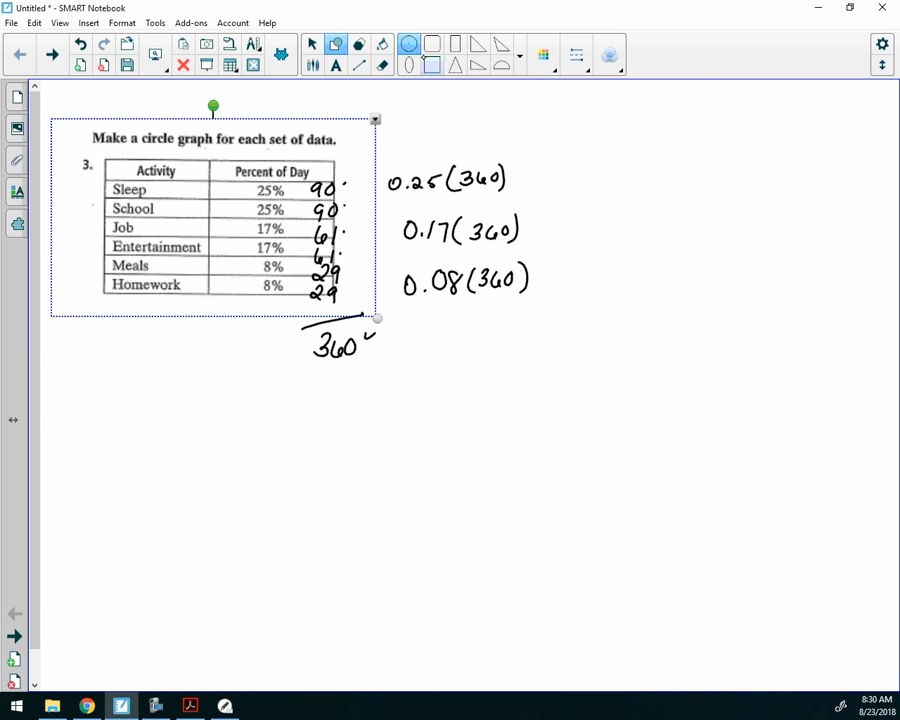 Untitled * - SMART Notebook
File Edit View Insert Format Tools Add-ons Account Help
Make a circle graph for each set of data.
3.
Activity Percent of Day
Sleep 25% 90° 0.25(360)
School 25% 90°
Job 17% 61° 0.17(360)
Entertainment 17% 61°
Meals 8% 29 0.08(360)
Homework 8% 29
360°
8:30 AM
8/23/2018